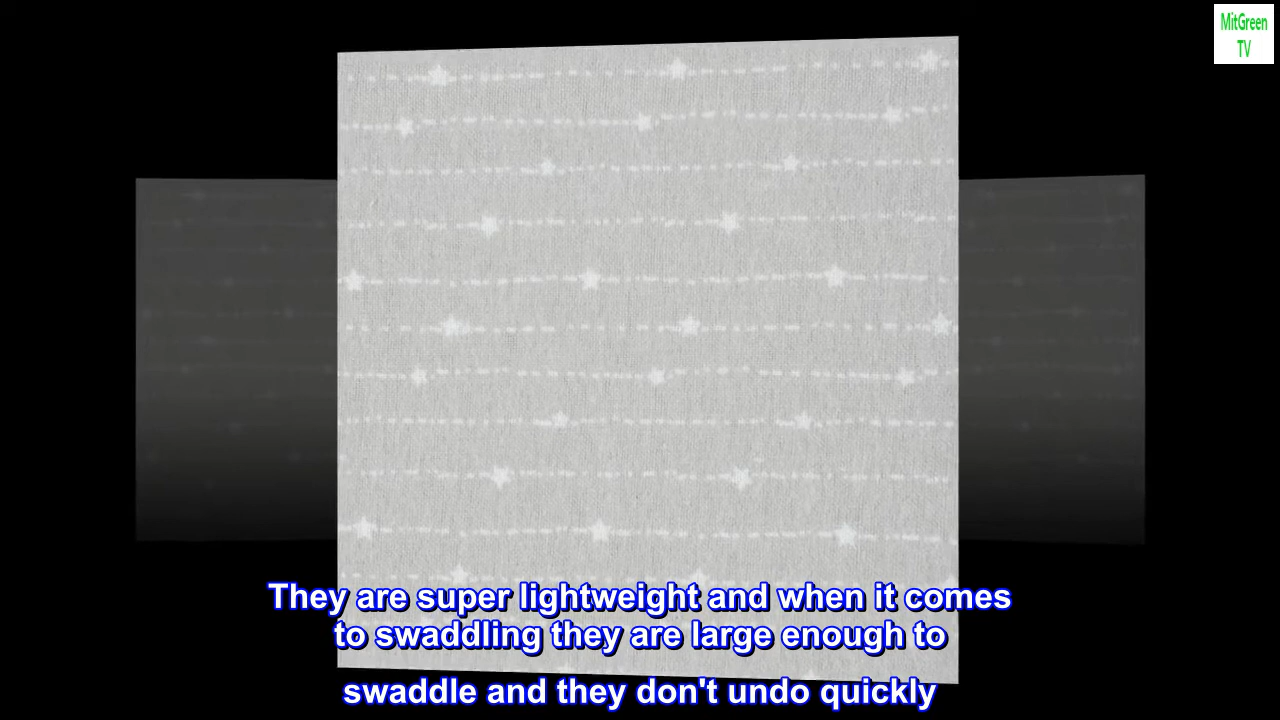 MitGreen
TV
They are super lightweight and when it comes
to swaddling they are large enough to
swaddle and they don't undo quickly